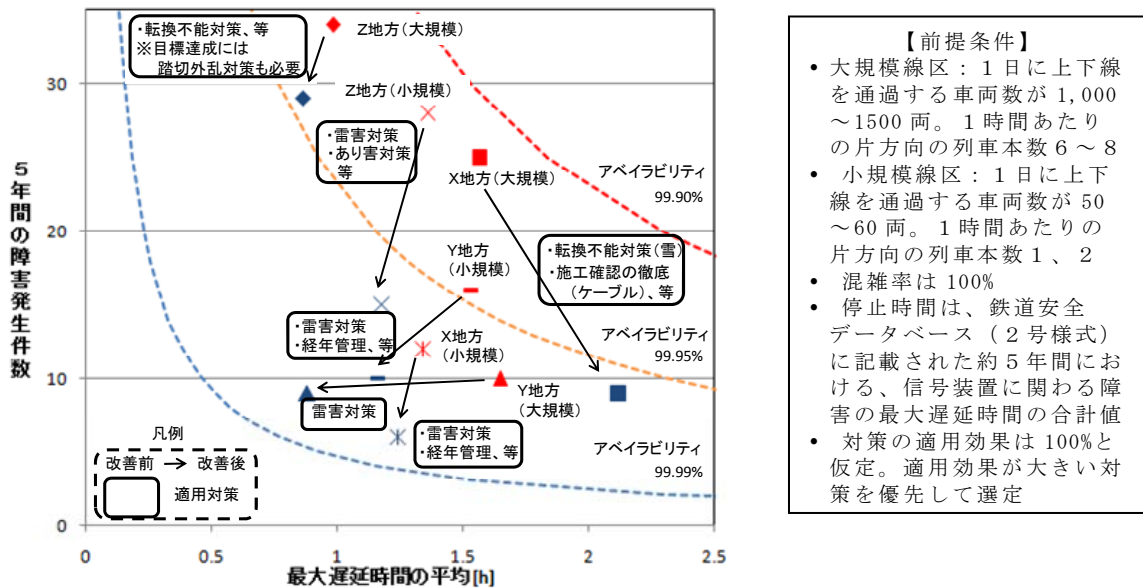 ・転換不能対策、等
※目標達成には
踏切外乱対策も必要
Z地方(大規模)
Z地方(小規模)
・雷害対策
・あり害対策
等
X地方(大規模)
アベイラビリティ
99.90%
Y地方
(小規模)
・転換不能対策(雪)
・施工確認の徹底
(ケーブル)、等
・雷害対策
・経年管理、等
X地方
(小規模)
アベイラビリティ
99.95%
雷害対策
Y地方
(大規模)
・雷害対策
・経年管理、等
アベイラビリティ
99.99%
凡例
改善前 → 改善後
適用対策
5年間の障害発生件数
30
20
10
0
0 0.5 1 1.5 2 2.5
最大遅延時間の平均[h]
【前提条件】
• 大規模線区:1日に上下線
を通過する車両数が 1,000
～1500 両。1時間あたり
の片方向の列車本数6～8
• 小規模線区:1日に上下
線を通過する車両数が 50
～60 両。1時間あたりの
片方向の列車本数1、2
• 混雑率は 100%
• 停止時間は、鉄道安全
データベース(2号様式)
に記載された約5年間にお
ける、信号装置に関わる障
害の最大遅延時間の合計値
• 対策の適用効果は 100%と
仮定。適用効果が大きい対
策を優先して選定